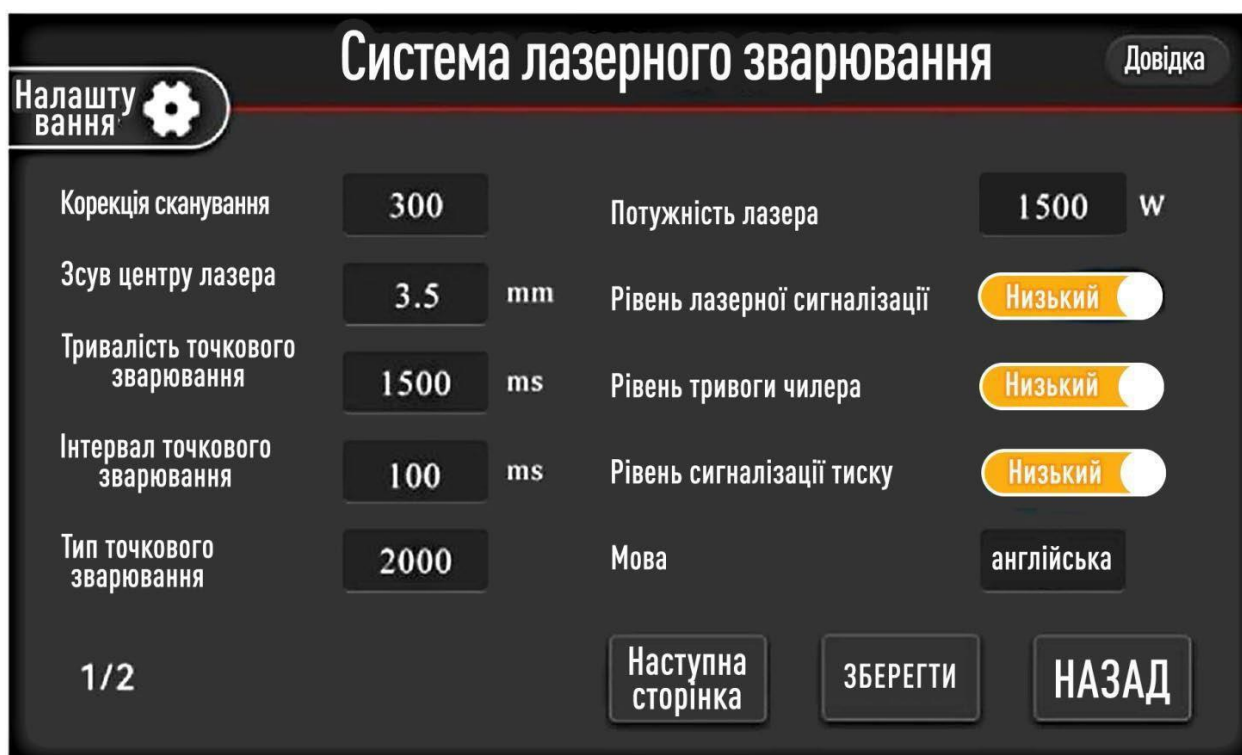 Система лазерного зварювання
Довідка
Налашту
вання
Корекція сканування
300
Зсув центру лазера
3.5 mm
Тривалість точкового
зварювання
1500 ms
Інтервал точкового
зварювання
100 ms
Тип точкового
зварювання
2000
Потужність лазера
1500 W
Рівень лазерної сигналізації
Низький
Рівень тривоги чилера
Низький
Рівень сигналізації тиску
Низький
Мова
англійська
1/2
Наступна
сторінка
ЗБЕРЕГТИ
НАЗАД